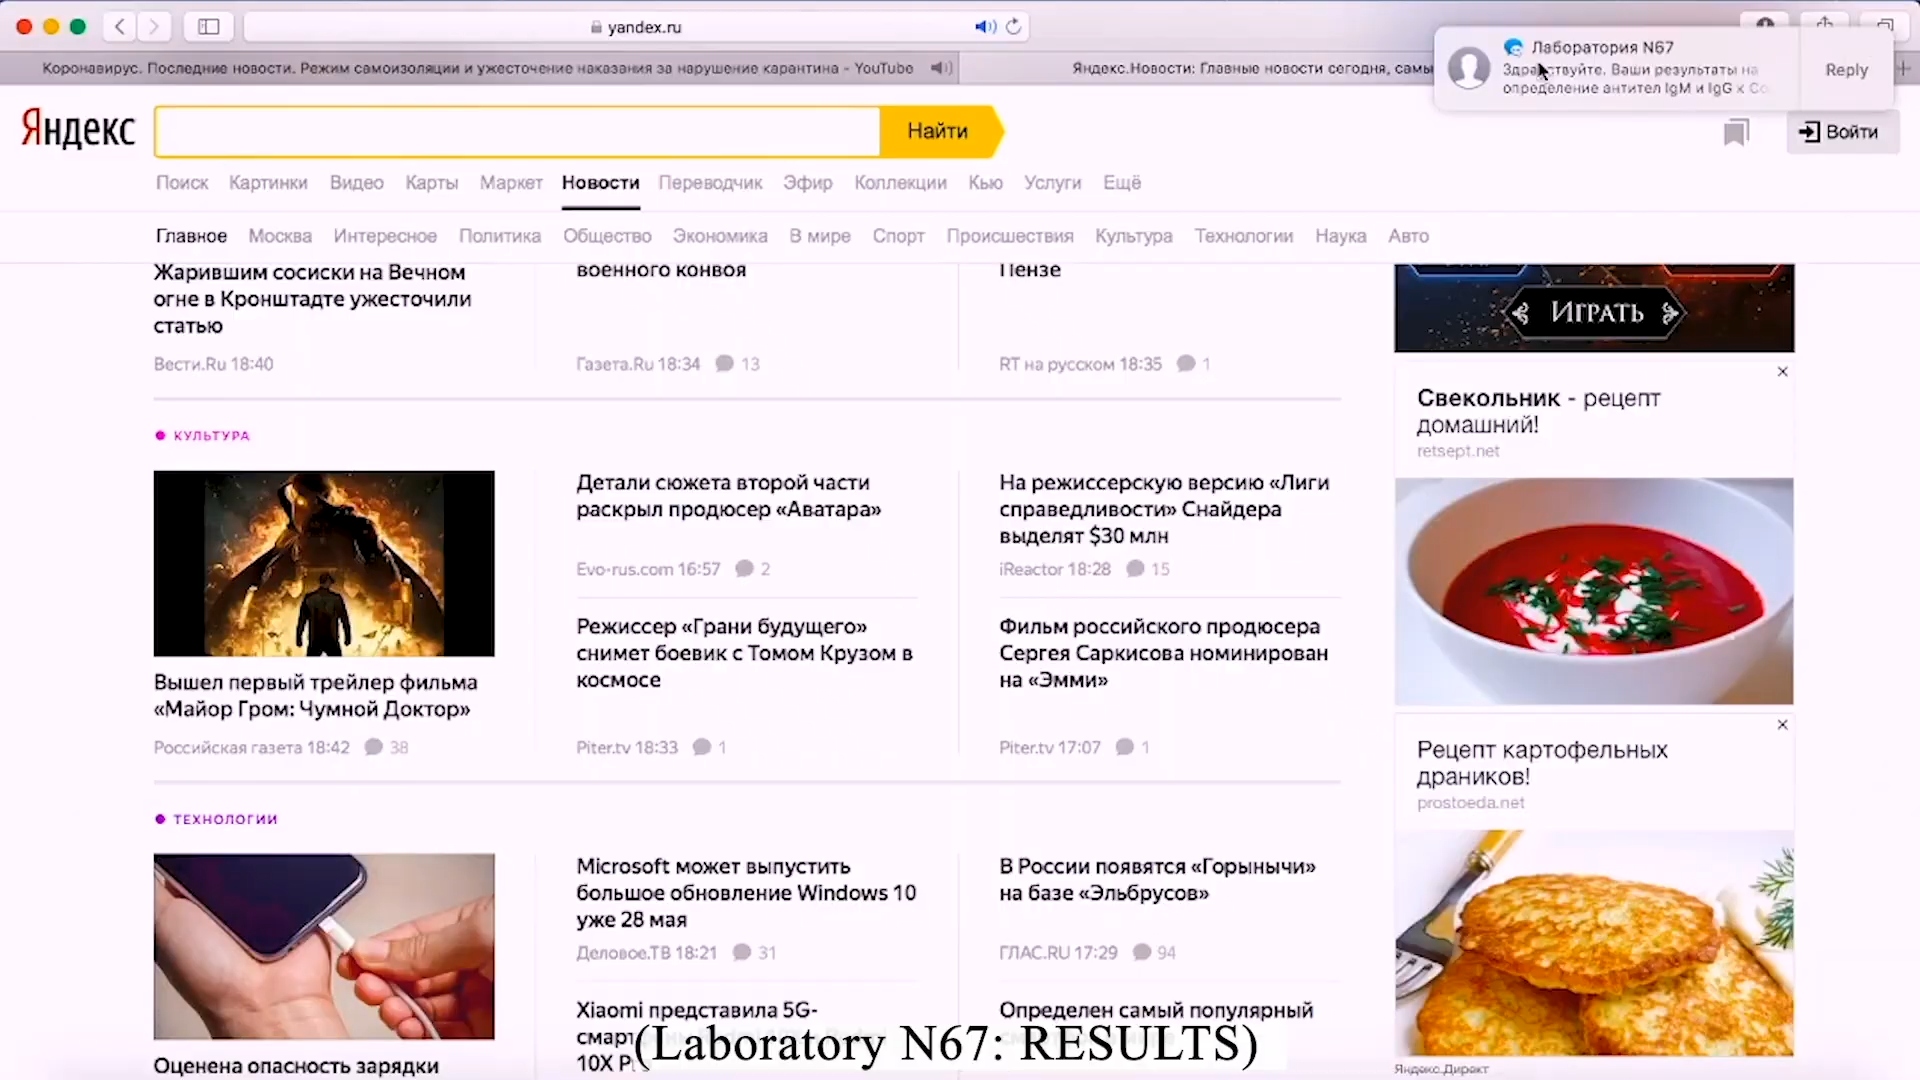 yandex.ru
Коронавирус. Последние новости. Режим самоизоляции и ужесточение наказания за нарушение карантина - YouTube
Яндекс.Новости: Главные новости сегодня, самы
Лаборатория N67
Здравствуйте. Ваши результаты на
определение антител IgM и IgG к Co
Reply
Яндекс
Найти
Войти
Поиск Картинки Видео Карты Маркет Новости Переводчик Эфир Коллекции Кью Услуги Ещё
Главное Москва Интересное Политика Общество Экономика В мире Спорт Происшествия Культура Технологии Наука Авто
Жарившим сосиски на Вечном
огне в Кронштадте ужесточили
статью
Вести.Ru 18:40
военного конвоя
Газета.Ru 18:34 13
Пензе
RT на русском 18:35 1
КУЛЬТУРА
Вышел первый трейлер фильма
«Майор Гром: Чумной Доктор»
Российская газета 18:42 38
Детали сюжета второй части
раскрыл продюсер «Аватара»
Evo-rus.com 16:57 2
Режиссер «Грани будущего»
снимет боевик с Томом Крузом в
космосе
Piter.tv 18:33 1
На режиссерскую версию «Лиги
справедливости» Снайдера
выделят $30 млн
iReactor 18:28 15
Фильм российского продюсера
Сергея Саркисова номинирован
на «Эмми»
Piter.tv 17:07 1
ТЕХНОЛОГИИ
Оценена опасность зарядки
Microsoft может выпустить
большое обновление Windows 10
уже 28 мая
Деловое.ТВ 18:21 31
Xiaomi представила 5G-
10X
В России появятся «Горынычи»
на базе «Эльбрусов»
ГЛАС.RU 17:29 94
Определен самый популярный
ИГРАТЬ
Свекольник - рецепт
домашний!
retsept.net
Рецепт картофельных
драников!
prostoeda.net
Яндекс.Директ
(Laboratory N67: RESULTS)